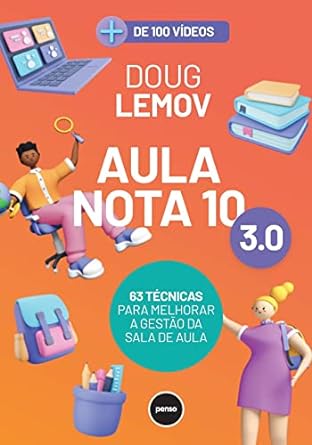 + DE 100 VÍDEOS
DOUG
LEMOV
AULA
NOTA 10
3.0
63 TÉCNICAS
PARA MELHORAR
A GESTÃO DA
SALA DE AULA
penso